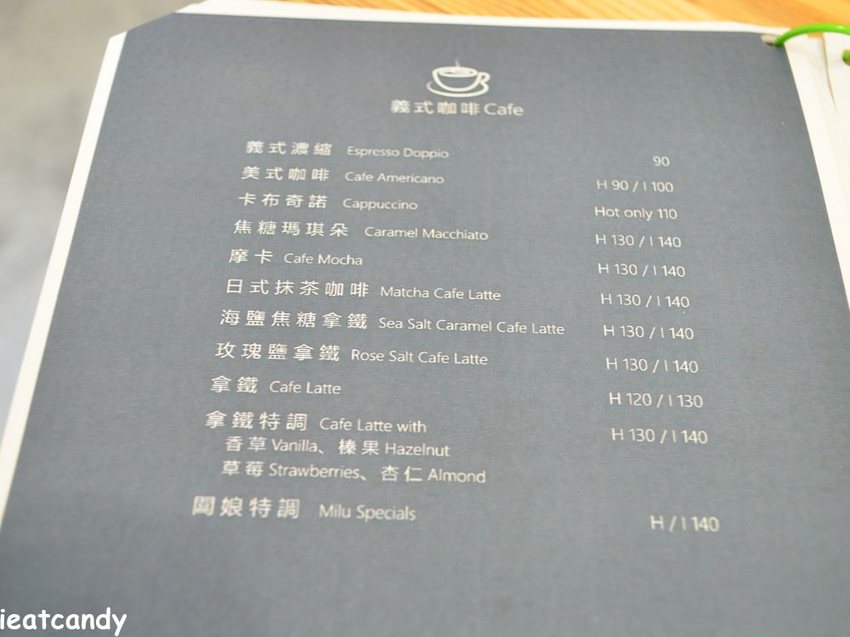 義式咖啡 Cafe
義式濃縮 Espresso Doppio 90
美式咖啡 Cafe Americano H 90 / I 100
卡布奇諾 Cappuccino Hot only 110
焦糖瑪琪朵 Caramel Macchiato H 130 / I 140
摩卡 Cafe Mocha H 130 / I 140
日式抹茶咖啡 Matcha Cafe Latte H 130 / I 140
海鹽焦糖拿鐵 Sea Salt Caramel Cafe Latte H 130 / I 140
玫瑰鹽拿鐵 Rose Salt Cafe Latte H 130 / I 140
拿鐵 Cafe Latte H 120 / I 130
拿鐵特調 Cafe Latte with H 130 / I 140
香草 Vanilla、榛果 Hazelnut
草莓 Strawberries、杏仁 Almond
闆娘特調 Milu Specials H / I 140
ieatcandy